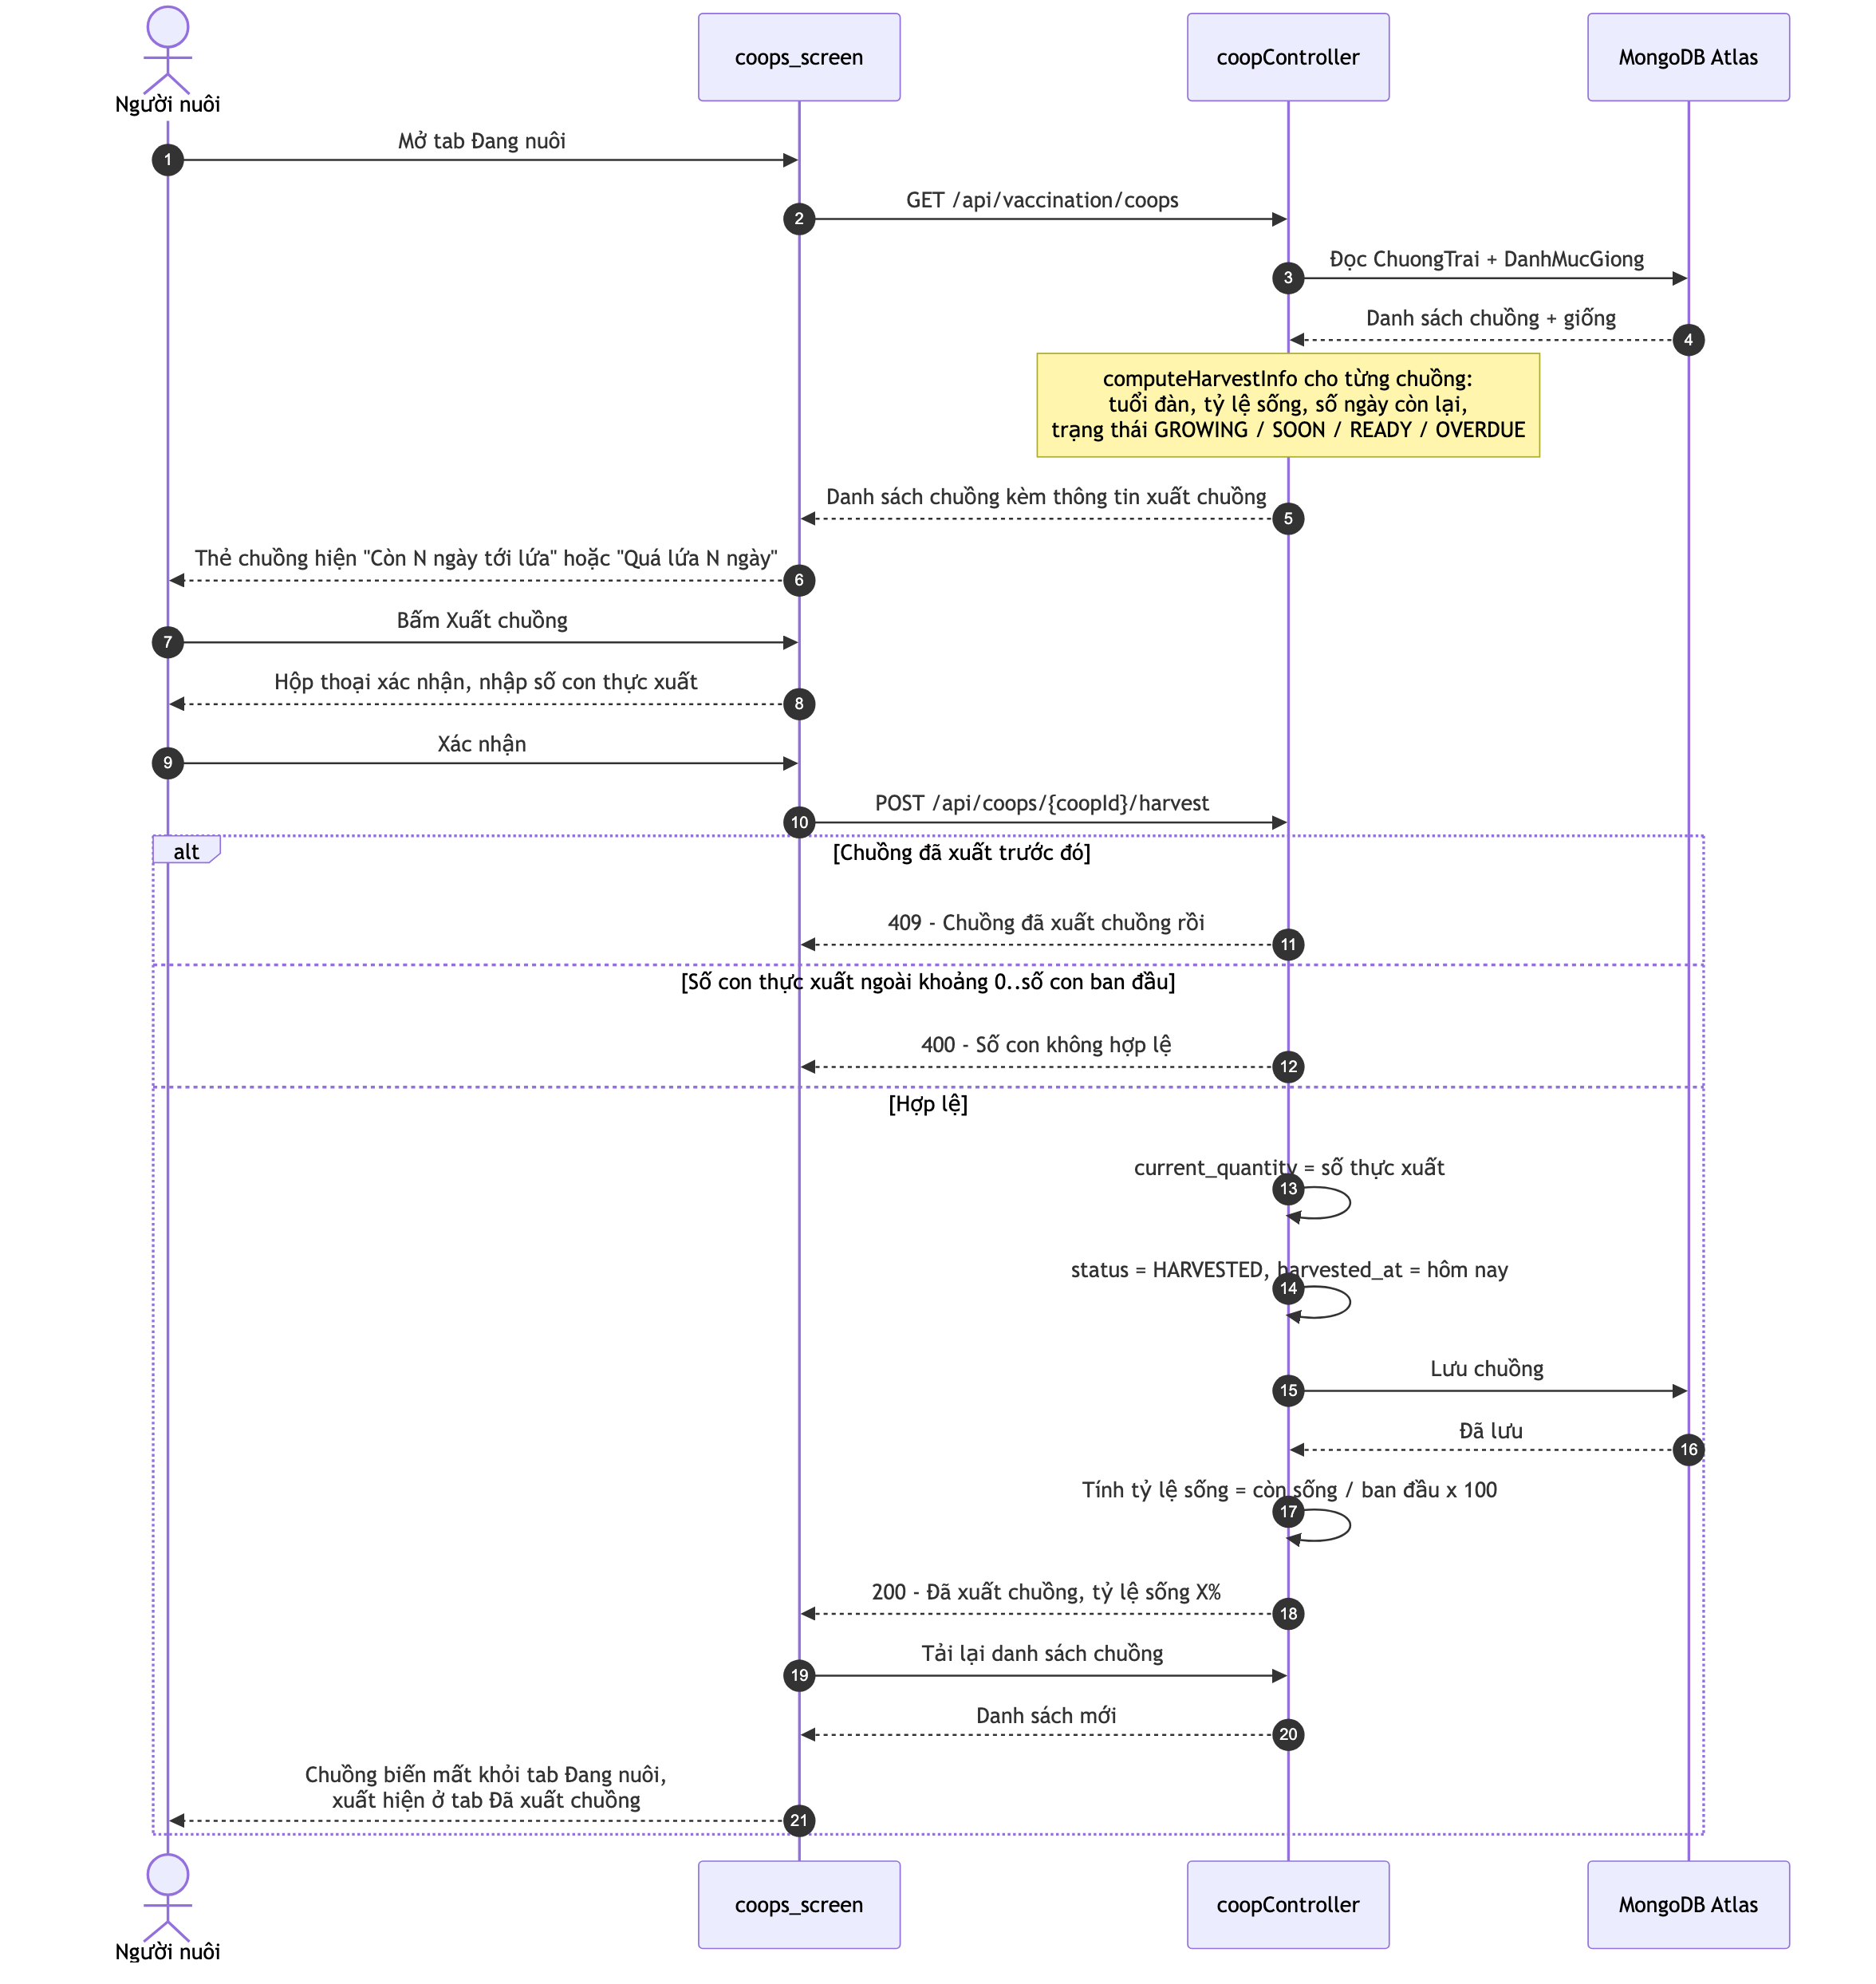 Người nuôi
coops_screen
coopController
MongoDB Atlas
1
Mở tab Đang nuôi
2
GET /api/vaccination/coops
3
Đọc ChuongTrai + DanhMucGiong
Danh sách chuồng + giống
4
computeHarvestInfo cho từng chuồng:
tuổi đàn, tỷ lệ sống, số ngày còn lại,
trạng thái GROWING / SOON / READY / OVERDUE
Danh sách chuồng kèm thông tin xuất chuồng
5
Thẻ chuồng hiện "Còn N ngày tới lứa" hoặc "Quá lứa N ngày"
6
7
Bấm Xuất chuồng
Hộp thoại xác nhận, nhập số con thực xuất
8
9
Xác nhận
10
POST /api/coops/{coopId}/harvest
alt
[Chuồng đã xuất trước đó]
409 - Chuồng đã xuất chuồng rồi
11
[Số con thực xuất ngoài khoảng 0..số con ban đầu]
400 - Số con không hợp lệ
12
[Hợp lệ]
current_quantity = số thực xuất
13
status = HARVESTED, harvested_at = hôm nay
14
15
Lưu chuồng
Đã lưu
16
Tính tỷ lệ sống = còn sống / ban đầu x 100
17
200 - Đã xuất chuồng, tỷ lệ sống X%
18
19
Tải lại danh sách chuồng
Danh sách mới
20
Chuồng biến mất khỏi tab Đang nuôi,
xuất hiện ở tab Đã xuất chuồng
21
Người nuôi
coops_screen
coopController
MongoDB Atlas